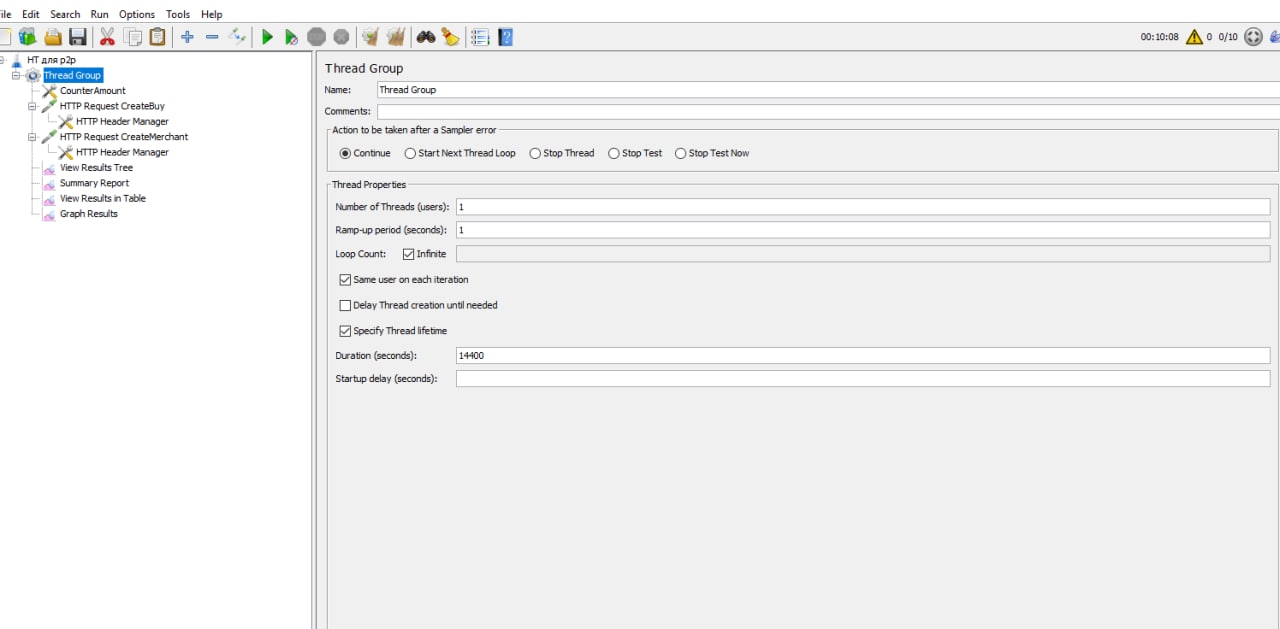 ile Edit Search Run Options Tools Help
00:10:08 0 0/10
НТ для p2p
Thread Group
CounterAmount
HTTP Request CreateBuy
HTTP Header Manager
HTTP Request CreateMerchant
HTTP Header Manager
View Results Tree
Summary Report
View Results in Table
Graph Results
Thread Group
Name: Thread Group
Comments:
Action to be taken after a Sampler error
Continue Start Next Thread Loop Stop Thread Stop Test Stop Test Now
Thread Properties
Number of Threads (users): 1
Ramp-up period (seconds): 1
Loop Count: Infinite
Same user on each iteration
Delay Thread creation until needed
Specify Thread lifetime
Duration (seconds): 14400
Startup delay (seconds):